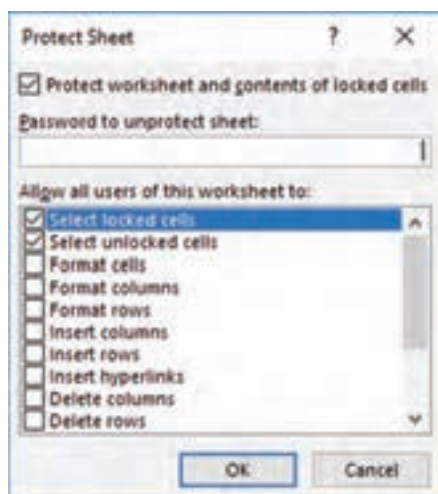 Protect Sheet ?
Protect worksheet and contents of locked cells
Password to unprotect sheet:
Allow all users of this worksheet to:
Select locked cells
Select unlocked cells
Format cells
Format columns
Format rows
Insert columns
Insert rows
Insert hyperlinks
Delete columns
Delete rows
OK Cancel